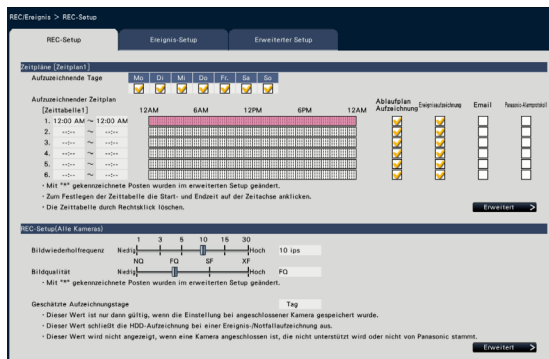 REC/Ereignis > REC-Setup
REC-Setup Ereignis-Setup Erweiterter Setup
Zeitpläne [Zeitplan1]
Aufzuzeichnende Tage Mo Di Mi Do Fr. Sa So
Aufzuzeichnender Zeitplan
[Zeittabelle1] 12AM 6AM 12PM 6PM 12AM Ablaufplan Aufzeichnung Ereignisaufzeichnung Email Panasonic-Alarmprotokoll
1. 12:00 AM ~ 12:00 AM
2. --:-- ~ --:--
3. --:-- ~ --:--
4. --:-- ~ --:--
5. --:-- ~ --:--
6. --:-- ~ --:--
· Mit "*" gekennzeichnete Posten wurden im erweiterten Setup geändert.
· Zum Festlegen der Zeittabelle die Start- und Endzeit auf der Zeitachse anklicken.
· Die Zeittabelle durch Rechtsklick löschen.
Erweitert >
REC-Setup(Alle Kameras)
1 3 5 10 15 30
Bildwiederholfrequenz Niedig Hoch 10 ips
NQ FQ SF XF
Bildqualität Niedig Hoch FQ
· Mit "*" gekennzeichnete Posten wurden im erweiterten Setup geändert.
Geschätzte Aufzeichnungstage Tag
· Dieser Wert ist nur dann gültig, wenn die Einstellung bei angeschlossener Kamera gespeichert wurde.
· Dieser Wert schließt die HDD-Aufzeichnung bei einer Ereignis-/Notfallaufzeichnung aus.
· Dieser Wert wird nicht angezeigt, wenn eine Kamera angeschlossen ist, die nicht unterstützt wird oder nicht von Panasonic stammt.
Erweitert >